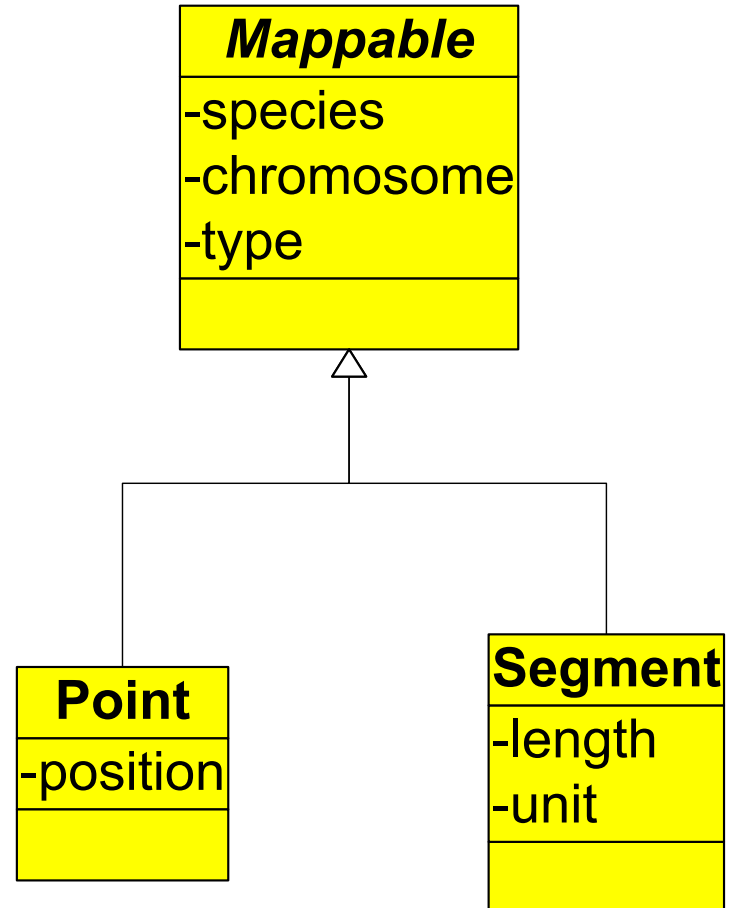 Mappable
-species
-chromosome
-type
Point
-position
Segment
-length
-unit